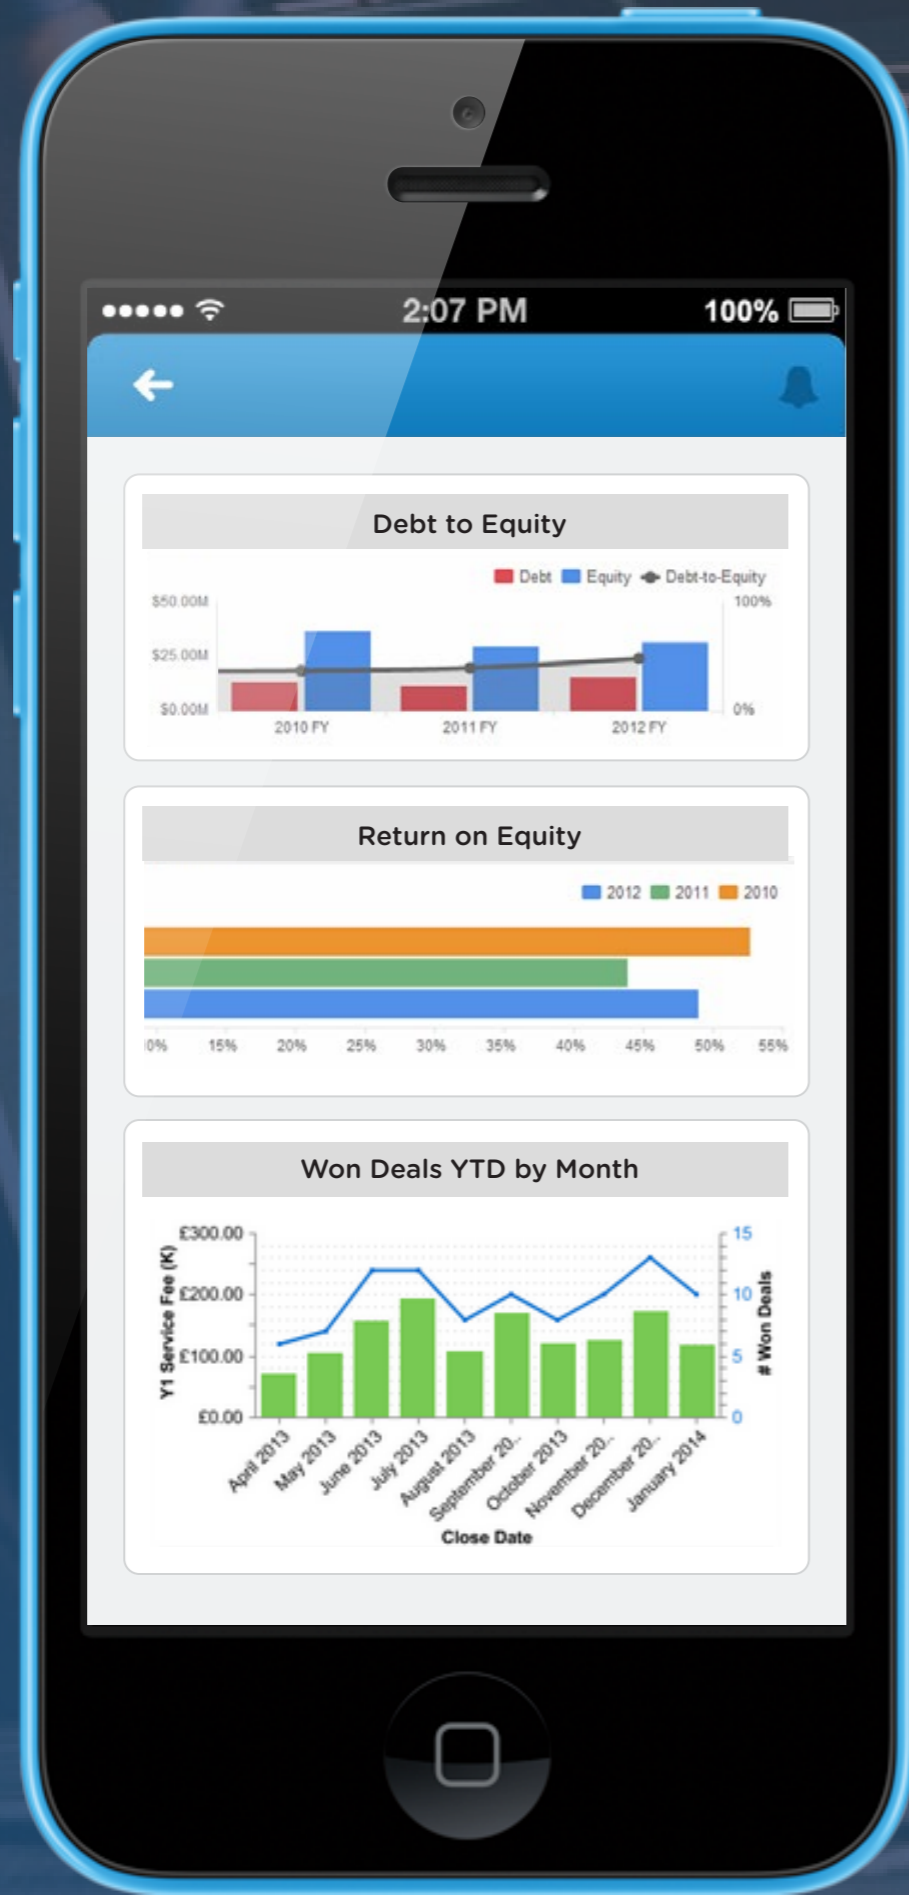 2:07 PM 100%
Debt to Equity
Debt Equity Debt-to-Equity
$50.00M 100%
$25.00M
$0.00M 0%
2010 FY 2011 FY 2012 FY
Return on Equity
2012 2011 2010
0% 15% 20% 25% 30% 35% 40% 45% 50% 55%
Won Deals YTD by Month
£300.00 15
£200.00 10
£100.00 5
£0.00 0
Y1 Service Fee (K)
# Won Deals
April 2013 May 2013 June 2013 July 2013 August 2013 September 20.. October 2013 November 20.. December 20.. January 2014
Close Date